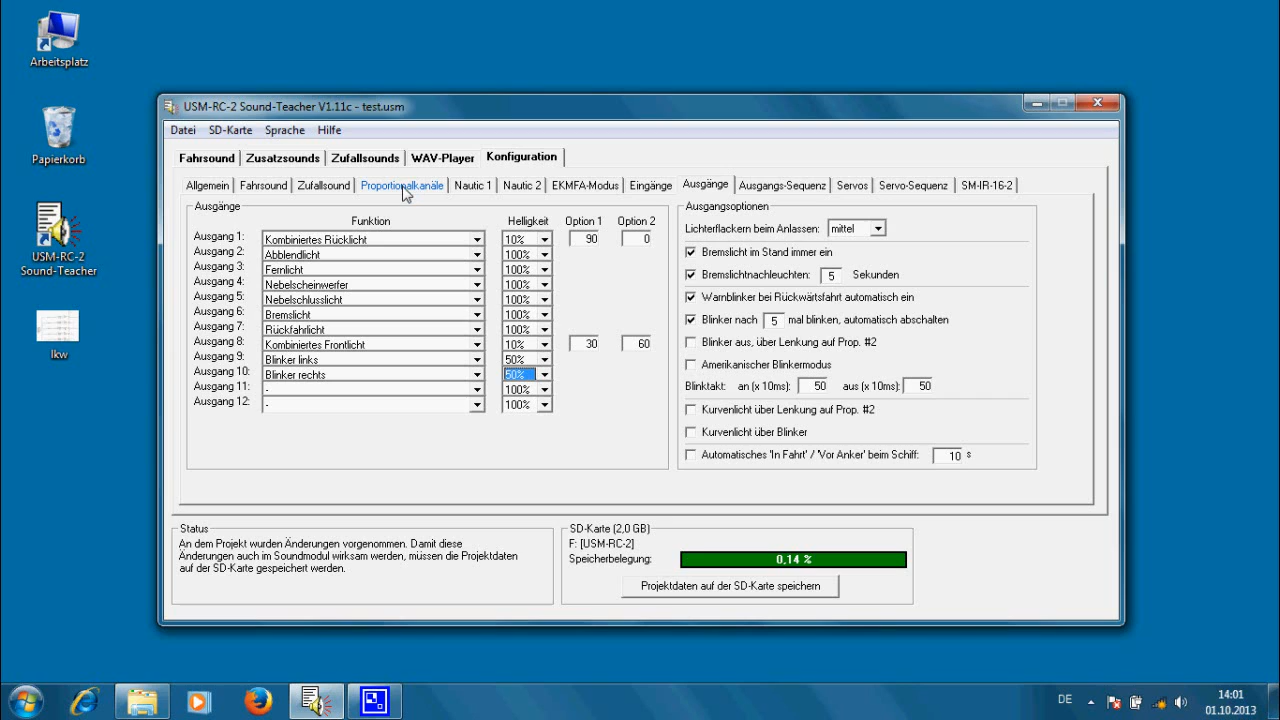 Arbeitsplatz
Papierkorb
USM-RC-2
Sound-Teacher
lkw
USM-RC-2 Sound-Teacher V1.11c - test.usm
Datei SD-Karte Sprache Hilfe
Fahrsound Zusatzsounds Zufallsounds WAV-Player Konfiguration
Allgemein Fahrsound Zufallsound Proportionalkanäle Nautic 1 Nautic 2 EKMFA-Modus Eingänge Ausgänge Ausgangs-Sequenz Servos Servo-Sequenz SM-IR-16-2
Ausgänge
Funktion Helligkeit Option 1 Option 2
Ausgang 1: Kombiniertes Rücklicht 10% 90 0
Ausgang 2: Abblendlicht 100%
Ausgang 3: Fernlicht 100%
Ausgang 4: Nebelscheinwerfer 100%
Ausgang 5: Nebelschlusslicht 100%
Ausgang 6: Bremslicht 100%
Ausgang 7: Rückfahrlicht 100%
Ausgang 8: Kombiniertes Frontlicht 10% 30 60
Ausgang 9: Blinker links 50%
Ausgang 10: Blinker rechts 50%
Ausgang 11: - 100%
Ausgang 12: - 100%
Ausgangsoptionen
Lichterflackern beim Anlassen: mittel
Bremslicht im Stand immer ein
Bremslichtnachleuchten: 5 Sekunden
Warnblinker bei Rückwärtsfahrt automatisch ein
Blinker nach 5 mal blinken, automatisch abschalten
Blinker aus, über Lenkung auf Prop. #2
Amerikanischer Blinkermodus
Blinktakt: an (x 10ms): 50 aus (x 10ms): 50
Kurvenlicht über Lenkung auf Prop. #2
Kurvenlicht über Blinker
Automatisches 'In Fahrt' / 'Vor Anker' beim Schiff: 10 s
Status
An dem Projekt wurden Änderungen vorgenommen. Damit diese
Änderungen auch im Soundmodul wirksam werden, müssen die Projektdaten
auf der SD-Karte gespeichert werden.
SD-Karte (2,0 GB)
F: [USM-RC-2]
Speicherbelegung: 0,14 %
Projektdaten auf der SD-Karte speichern
DE
14:01
01.10.2013